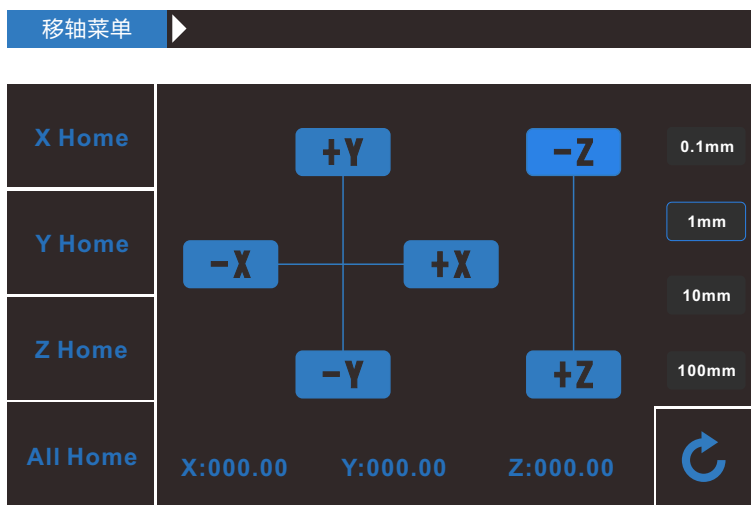 移轴菜单
X Home
Y Home
Z Home
All Home
+Y
-X
+X
-Y
-Z
+Z
0.1mm
1mm
10mm
100mm
X:000.00 Y:000.00 Z:000.00